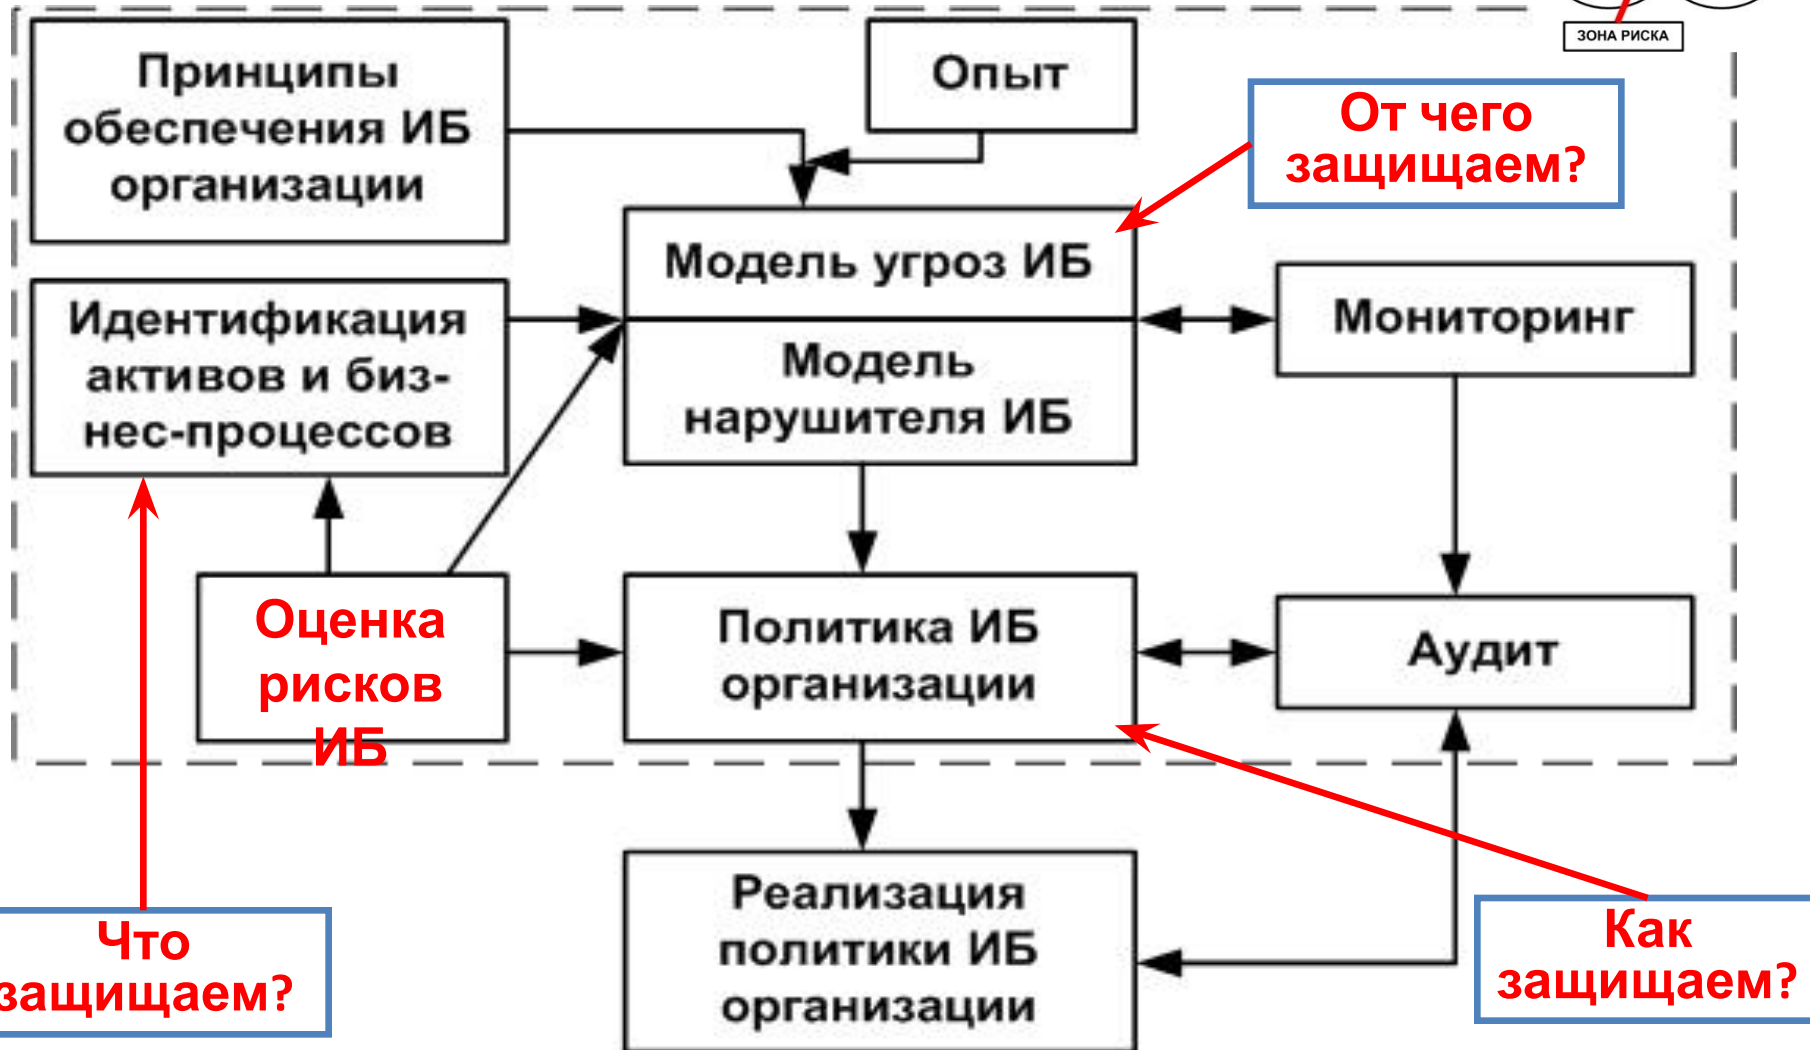 ЗОНА РИСКА
Принципы
обеспечения ИБ
организации
Опыт
От чего
защищаем?
Модель угроз ИБ
Модель
нарушителя ИБ
Идентификация
активов и биз-
нес-процессов
Мониторинг
Оценка
рисков
ИБ
Политика ИБ
организации
Аудит
Реализация
политики ИБ
организации
Что
защищаем?
Как
защищаем?